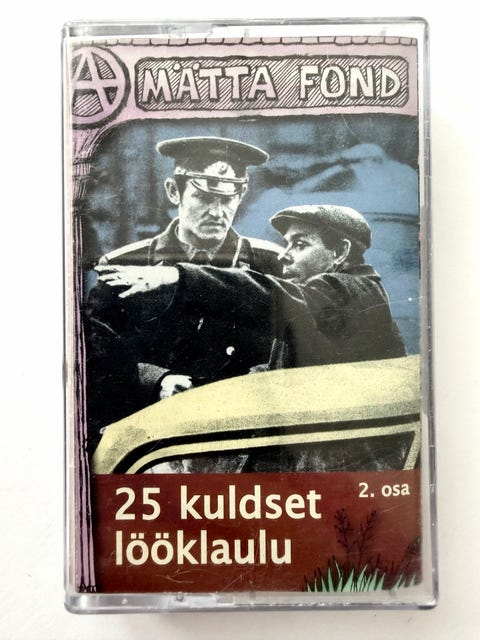 MÄTTA FOND
25 kuldset
2. osa
lööklaulu